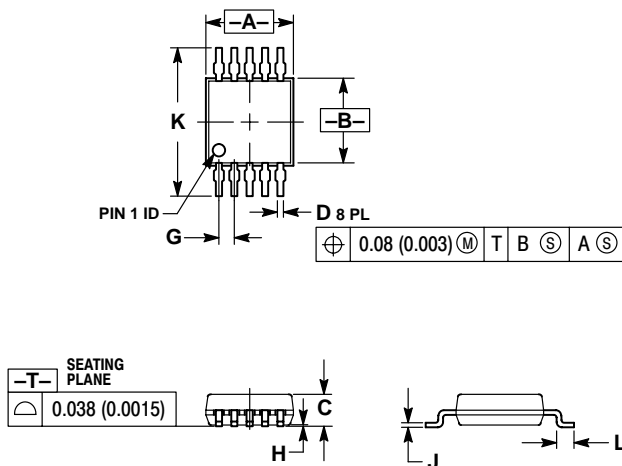 –A–
K
–B–
PIN 1 ID
D 8 PL
G
⌖ 0.08 (0.003) Ⓜ T B Ⓢ A Ⓢ
–T– SEATING PLANE
⌓ 0.038 (0.0015)
C
H
J
L